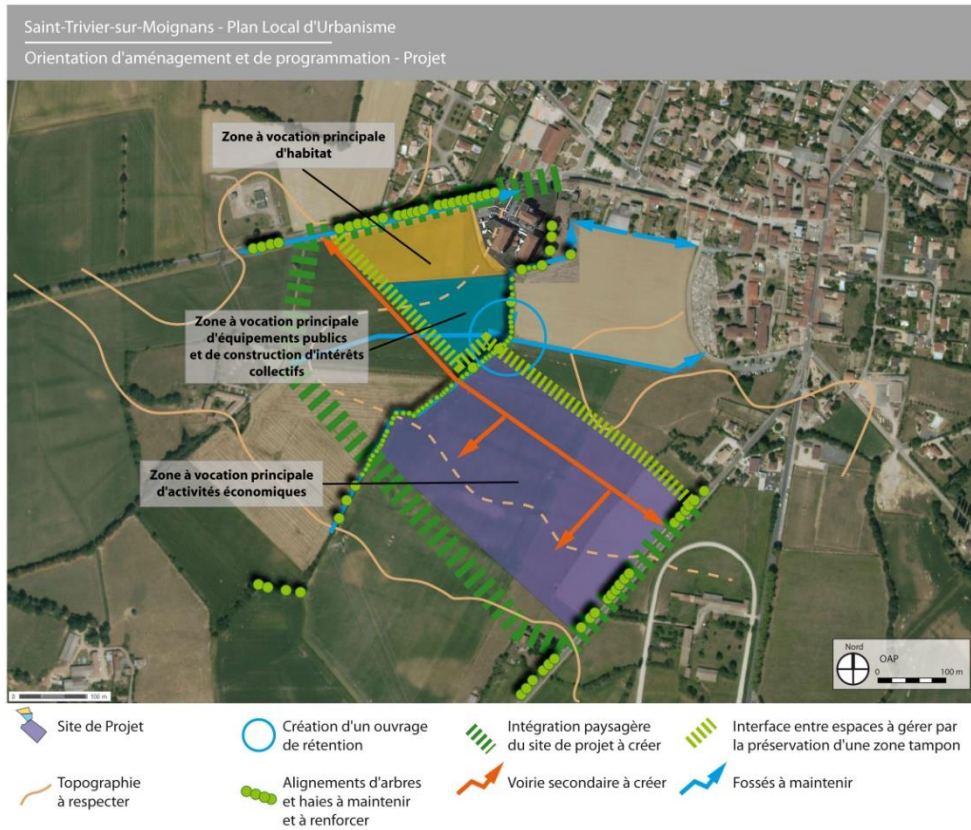 Saint-Trivier-sur-Moignans - Plan Local d'Urbanisme
Orientation d'aménagement et de programmation - Projet
Zone à vocation principale
d'habitat
Zone à vocation principale
d'équipements publics
et de construction d'intérêts
collectifs
Zone à vocation principale
d'activités économiques
Nord
OAP
0 100 m
0 100 m
Site de Projet
Création d'un ouvrage
de rétention
Intégration paysagère
du site de projet à créer
Interface entre espaces à gérer par
la préservation d'une zone tampon
Topographie
à respecter
Alignements d'arbres
et haies à maintenir
et à renforcer
Voirie secondaire à créer
Fossés à maintenir